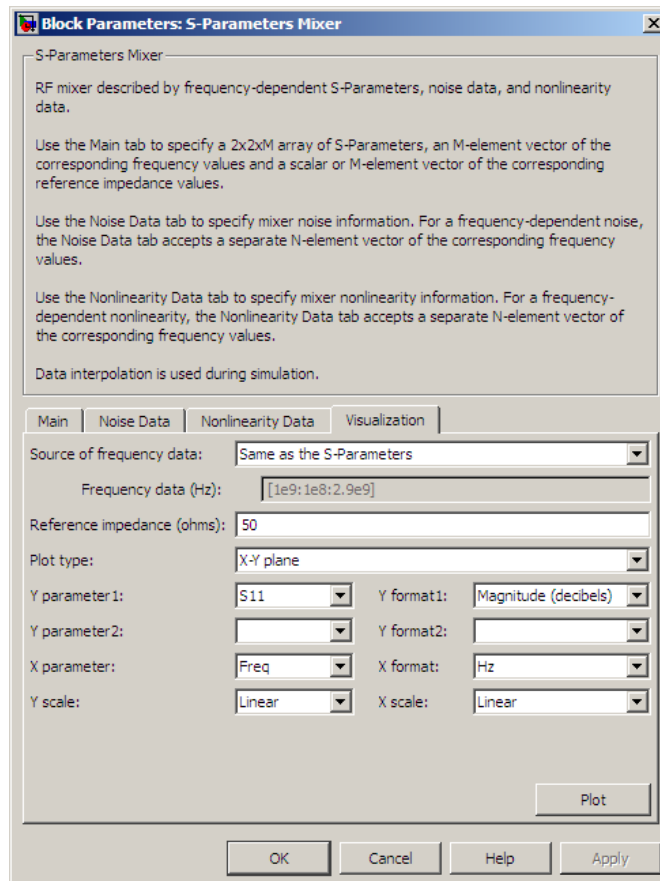 Block Parameters: S-Parameters Mixer
S-Parameters Mixer
RF mixer described by frequency-dependent S-Parameters, noise data, and nonlinearity
data.
Use the Main tab to specify a 2x2xM array of S-Parameters, an M-element vector of the
corresponding frequency values and a scalar or M-element vector of the corresponding
reference impedance values.
Use the Noise Data tab to specify mixer noise information. For a frequency-dependent noise,
the Noise Data tab accepts a separate N-element vector of the corresponding frequency
values.
Use the Nonlinearity Data tab to specify mixer nonlinearity information. For a frequency-
dependent nonlinearity, the Nonlinearity Data tab accepts a separate N-element vector of
the corresponding frequency values.
Data interpolation is used during simulation.
Main Noise Data Nonlinearity Data Visualization
Source of frequency data: Same as the S-Parameters
Frequency data (Hz): [1e9:1e8:2.9e9]
Reference impedance (ohms): 50
Plot type: X-Y plane
Y parameter1: S11 Y format1: Magnitude (decibels)
Y parameter2: Y format2:
X parameter: Freq X format: Hz
Y scale: Linear X scale: Linear
Plot
OK Cancel Help Apply